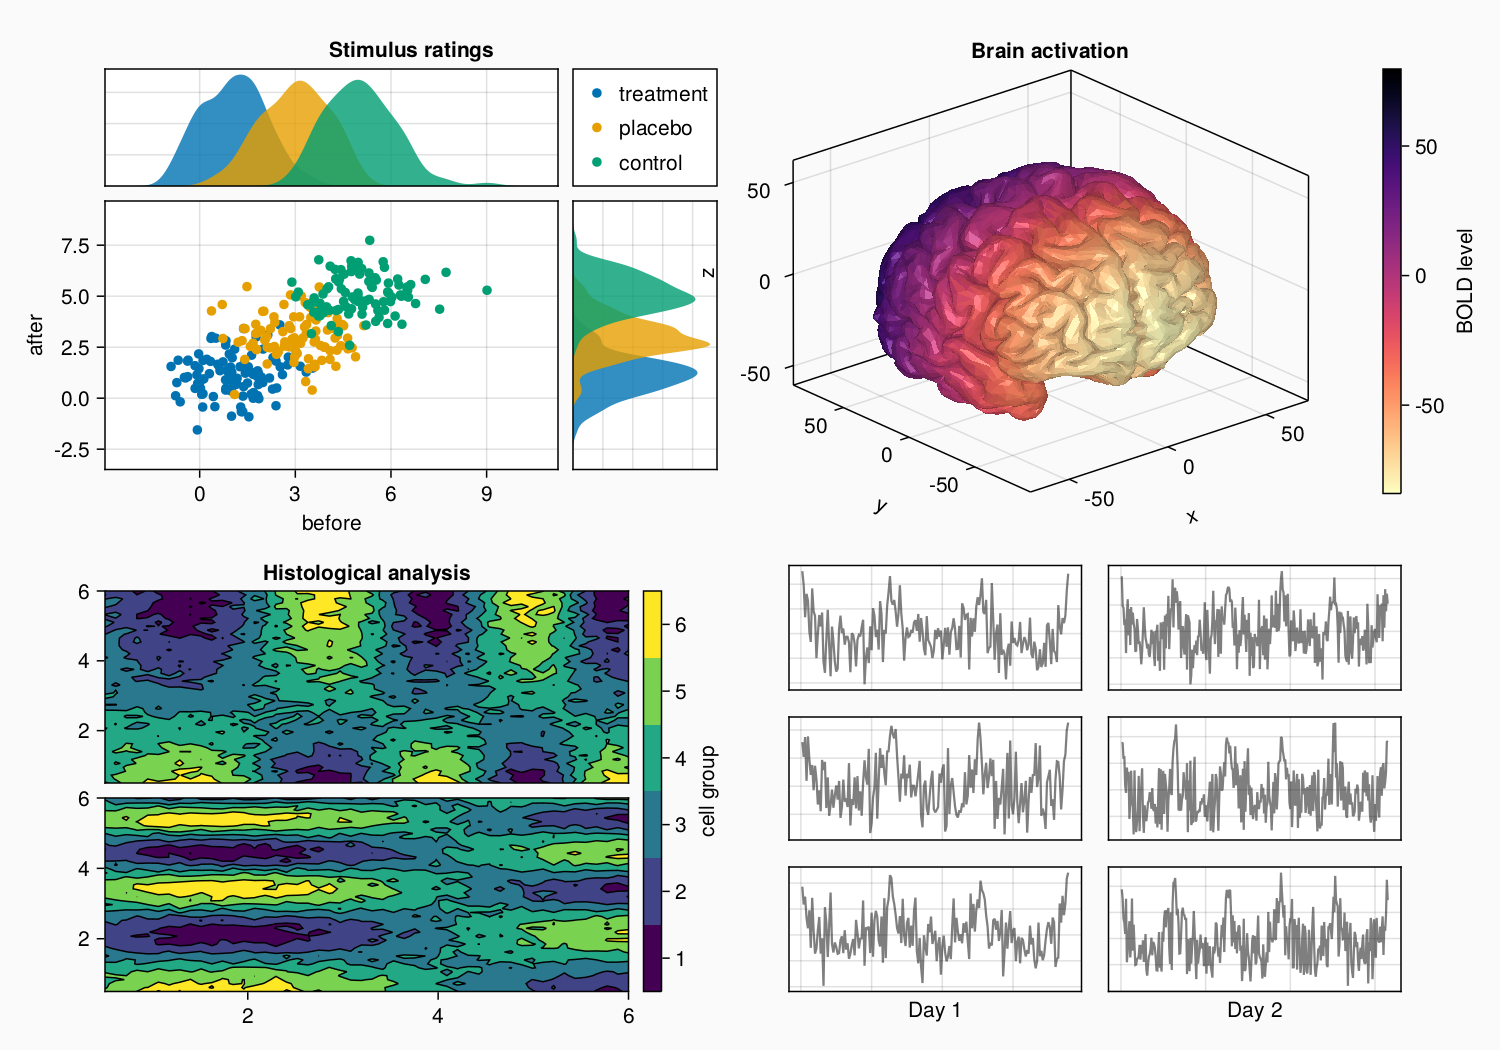 Stimulus ratings
treatment
placebo
control
after
7.5
5.0
2.5
0.0
-2.5
0
3
6
9
before
Brain activation
50
0
-50
z
50
0
-50
y
-50
0
50
x
50
0
-50
BOLD level
Histological analysis
6
4
2
6
4
2
2
4
6
6
5
4
3
2
1
cell group
Day 1
Day 2